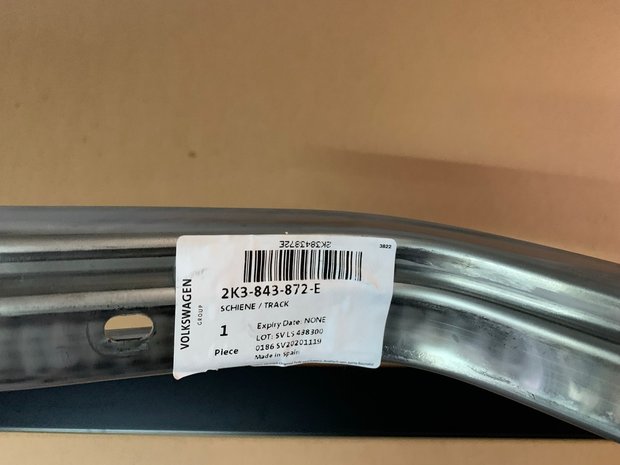 3822
2K3843872E
2K3-843-872-E
SCHIENE / TRACK
VOLKSWAGEN
GROUP
1
Piece
Expiry Date: NONE
LOT: SV LS 438300
0186 SV20201119
Made in Spain